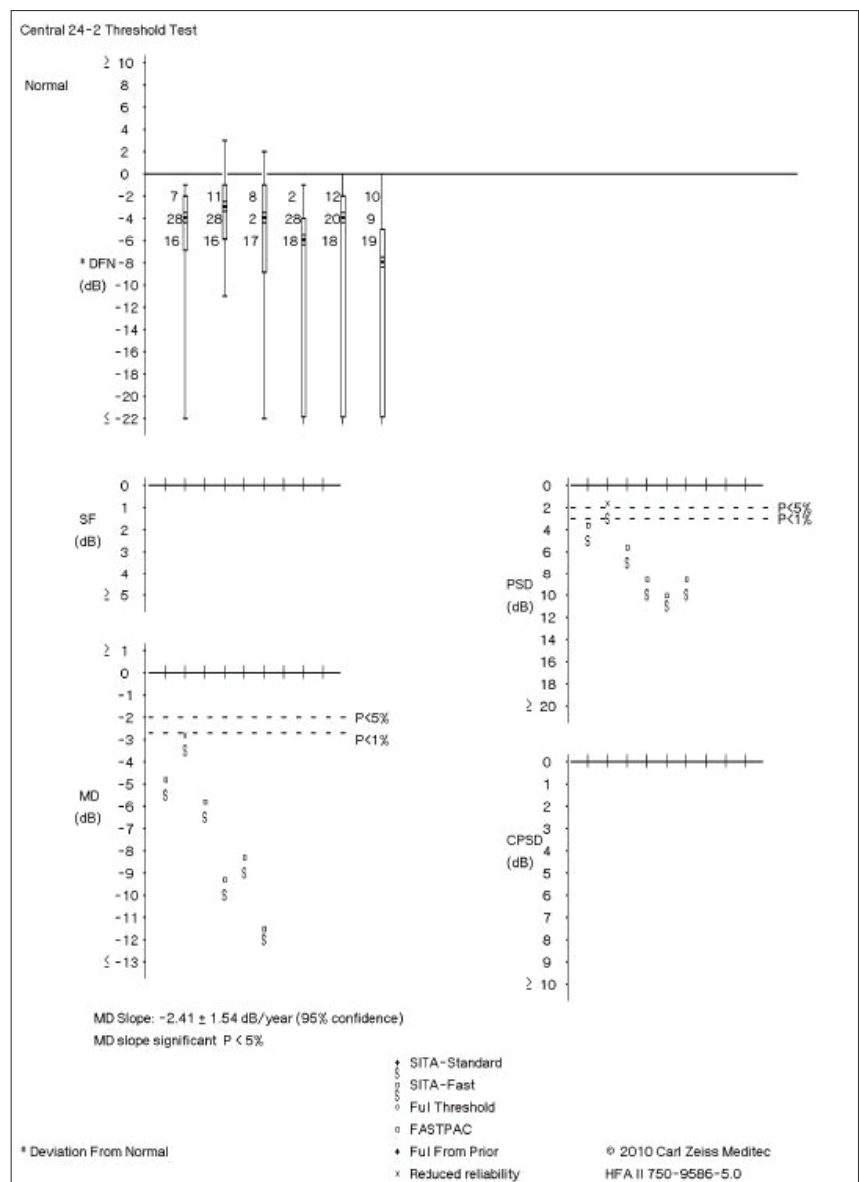 Central 24-2 Threshold Test
Normal
≥ 10
8
6
4
2
0
-2
-4
-6
* DFN -8
(dB) -10
-12
-14
-16
-18
-20
≤ -22
7 11 8 2 12 10
28 28 2 28 20 9
16 16 17 18 18 19
SF
(dB)
0
1
2
3
4
≥ 5
PSD
(dB)
0
2
4
6
8
10
12
14
16
18
≥ 20
P<5%
P<1%
MD
(dB)
≥ 1
0
-1
-2
-3
-4
-5
-6
-7
-8
-9
-10
-11
-12
≤ -13
P<5%
P<1%
CPSD
(dB)
0
1
2
3
4
5
6
7
8
9
≥ 10
MD Slope: -2.41 ± 1.54 dB/year (95% confidence)
MD slope significant P < 5%
S SITA-Standard
S SITA-Fast
Ful Threshold
FASTPAC
Ful From Prior
x Reduced reliability
* Deviation From Normal
© 2010 Carl Zeiss Meditec
HFA II 750-9586-5.0